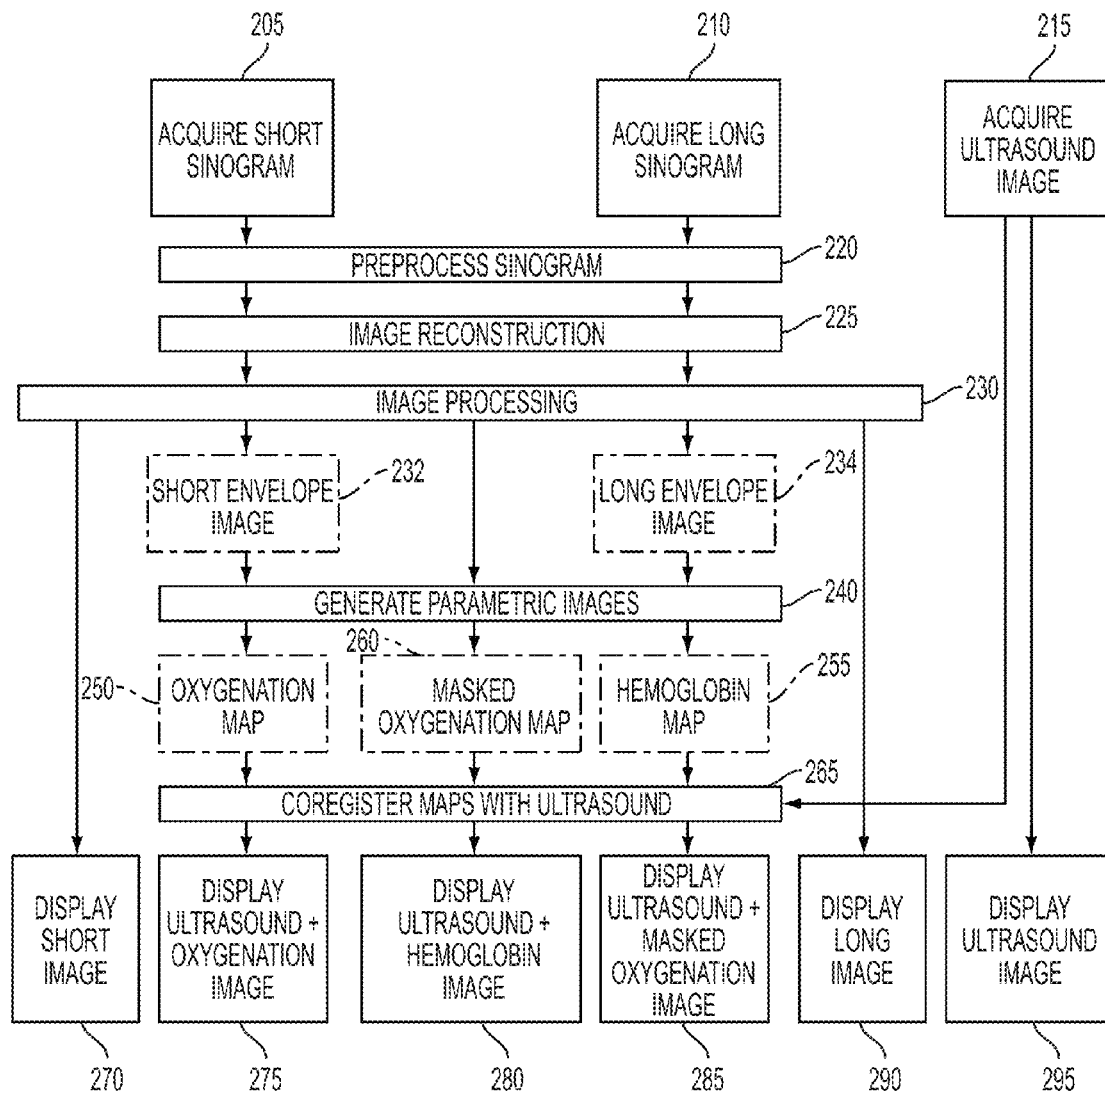 205
210
215
ACQUIRE SHORT
SINOGRAM
ACQUIRE LONG
SINOGRAM
ACQUIRE
ULTRASOUND
IMAGE
PREPROCESS SINOGRAM
220
IMAGE RECONSTRUCTION
225
IMAGE PROCESSING
230
SHORT ENVELOPE
IMAGE
232
LONG ENVELOPE
IMAGE
234
GENERATE PARAMETRIC IMAGES
240
250
OXYGENATION
MAP
260
MASKED
OXYGENATION MAP
HEMOGLOBIN
MAP
255
265
COREGISTER MAPS WITH ULTRASOUND
DISPLAY
SHORT
IMAGE
DISPLAY
ULTRASOUND +
OXYGENATION IMAGE
DISPLAY
ULTRASOUND +
HEMOGLOBIN
IMAGE
DISPLAY
ULTRASOUND +
MASKED
OXYGENATION
IMAGE
DISPLAY
LONG
IMAGE
DISPLAY
ULTRASOUND
IMAGE
270
275
280
285
290
295